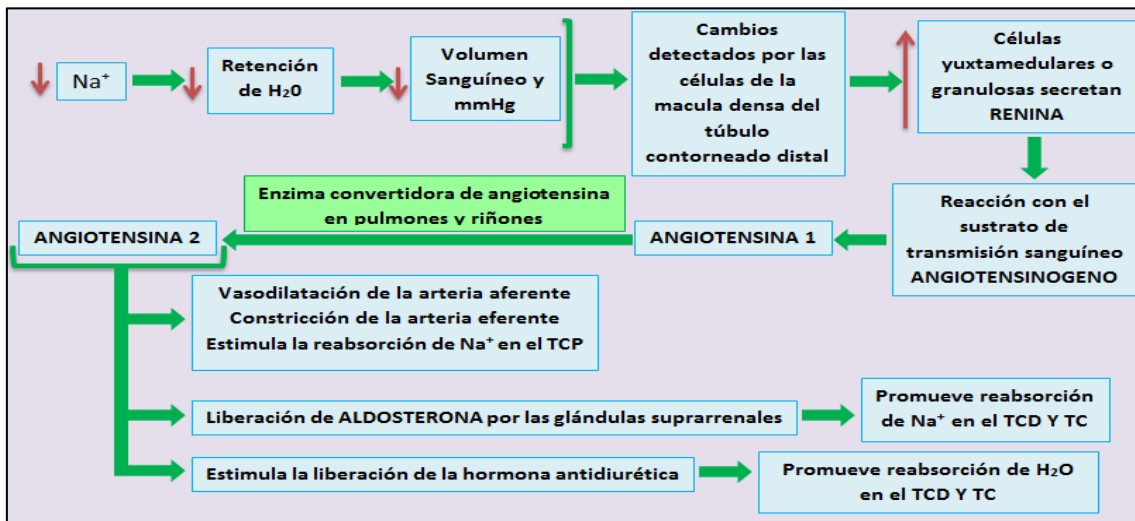 Na⁺
Retención
de H₂0
Volumen
Sanguíneo y
mmHg
Cambios
detectados por las
células de la
macula densa del
túbulo
contorneado distal
Células
yuxtamedulares o
granulosas secretan
RENINA
Reacción con el
sustrato de
transmisión sanguíneo
ANGIOTENSINOGENO
ANGIOTENSINA 1
Enzima convertidora de angiotensina
en pulmones y riñones
ANGIOTENSINA 2
Vasodilatación de la arteria aferente
Constricción de la arteria eferente
Estimula la reabsorción de Na⁺ en el TCP
Liberación de ALDOSTERONA por las glándulas suprarrenales
Promueve reabsorción
de Na⁺ en el TCD Y TC
Estimula la liberación de la hormona antidiurética
Promueve reabsorción de H₂O
en el TCD Y TC